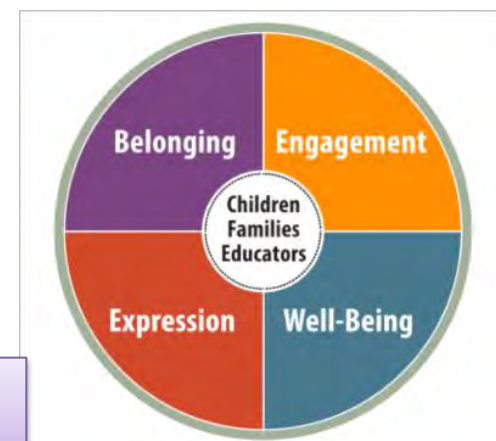 Belonging
Engagement
Children
Families
Educators
Expression
Well-Being